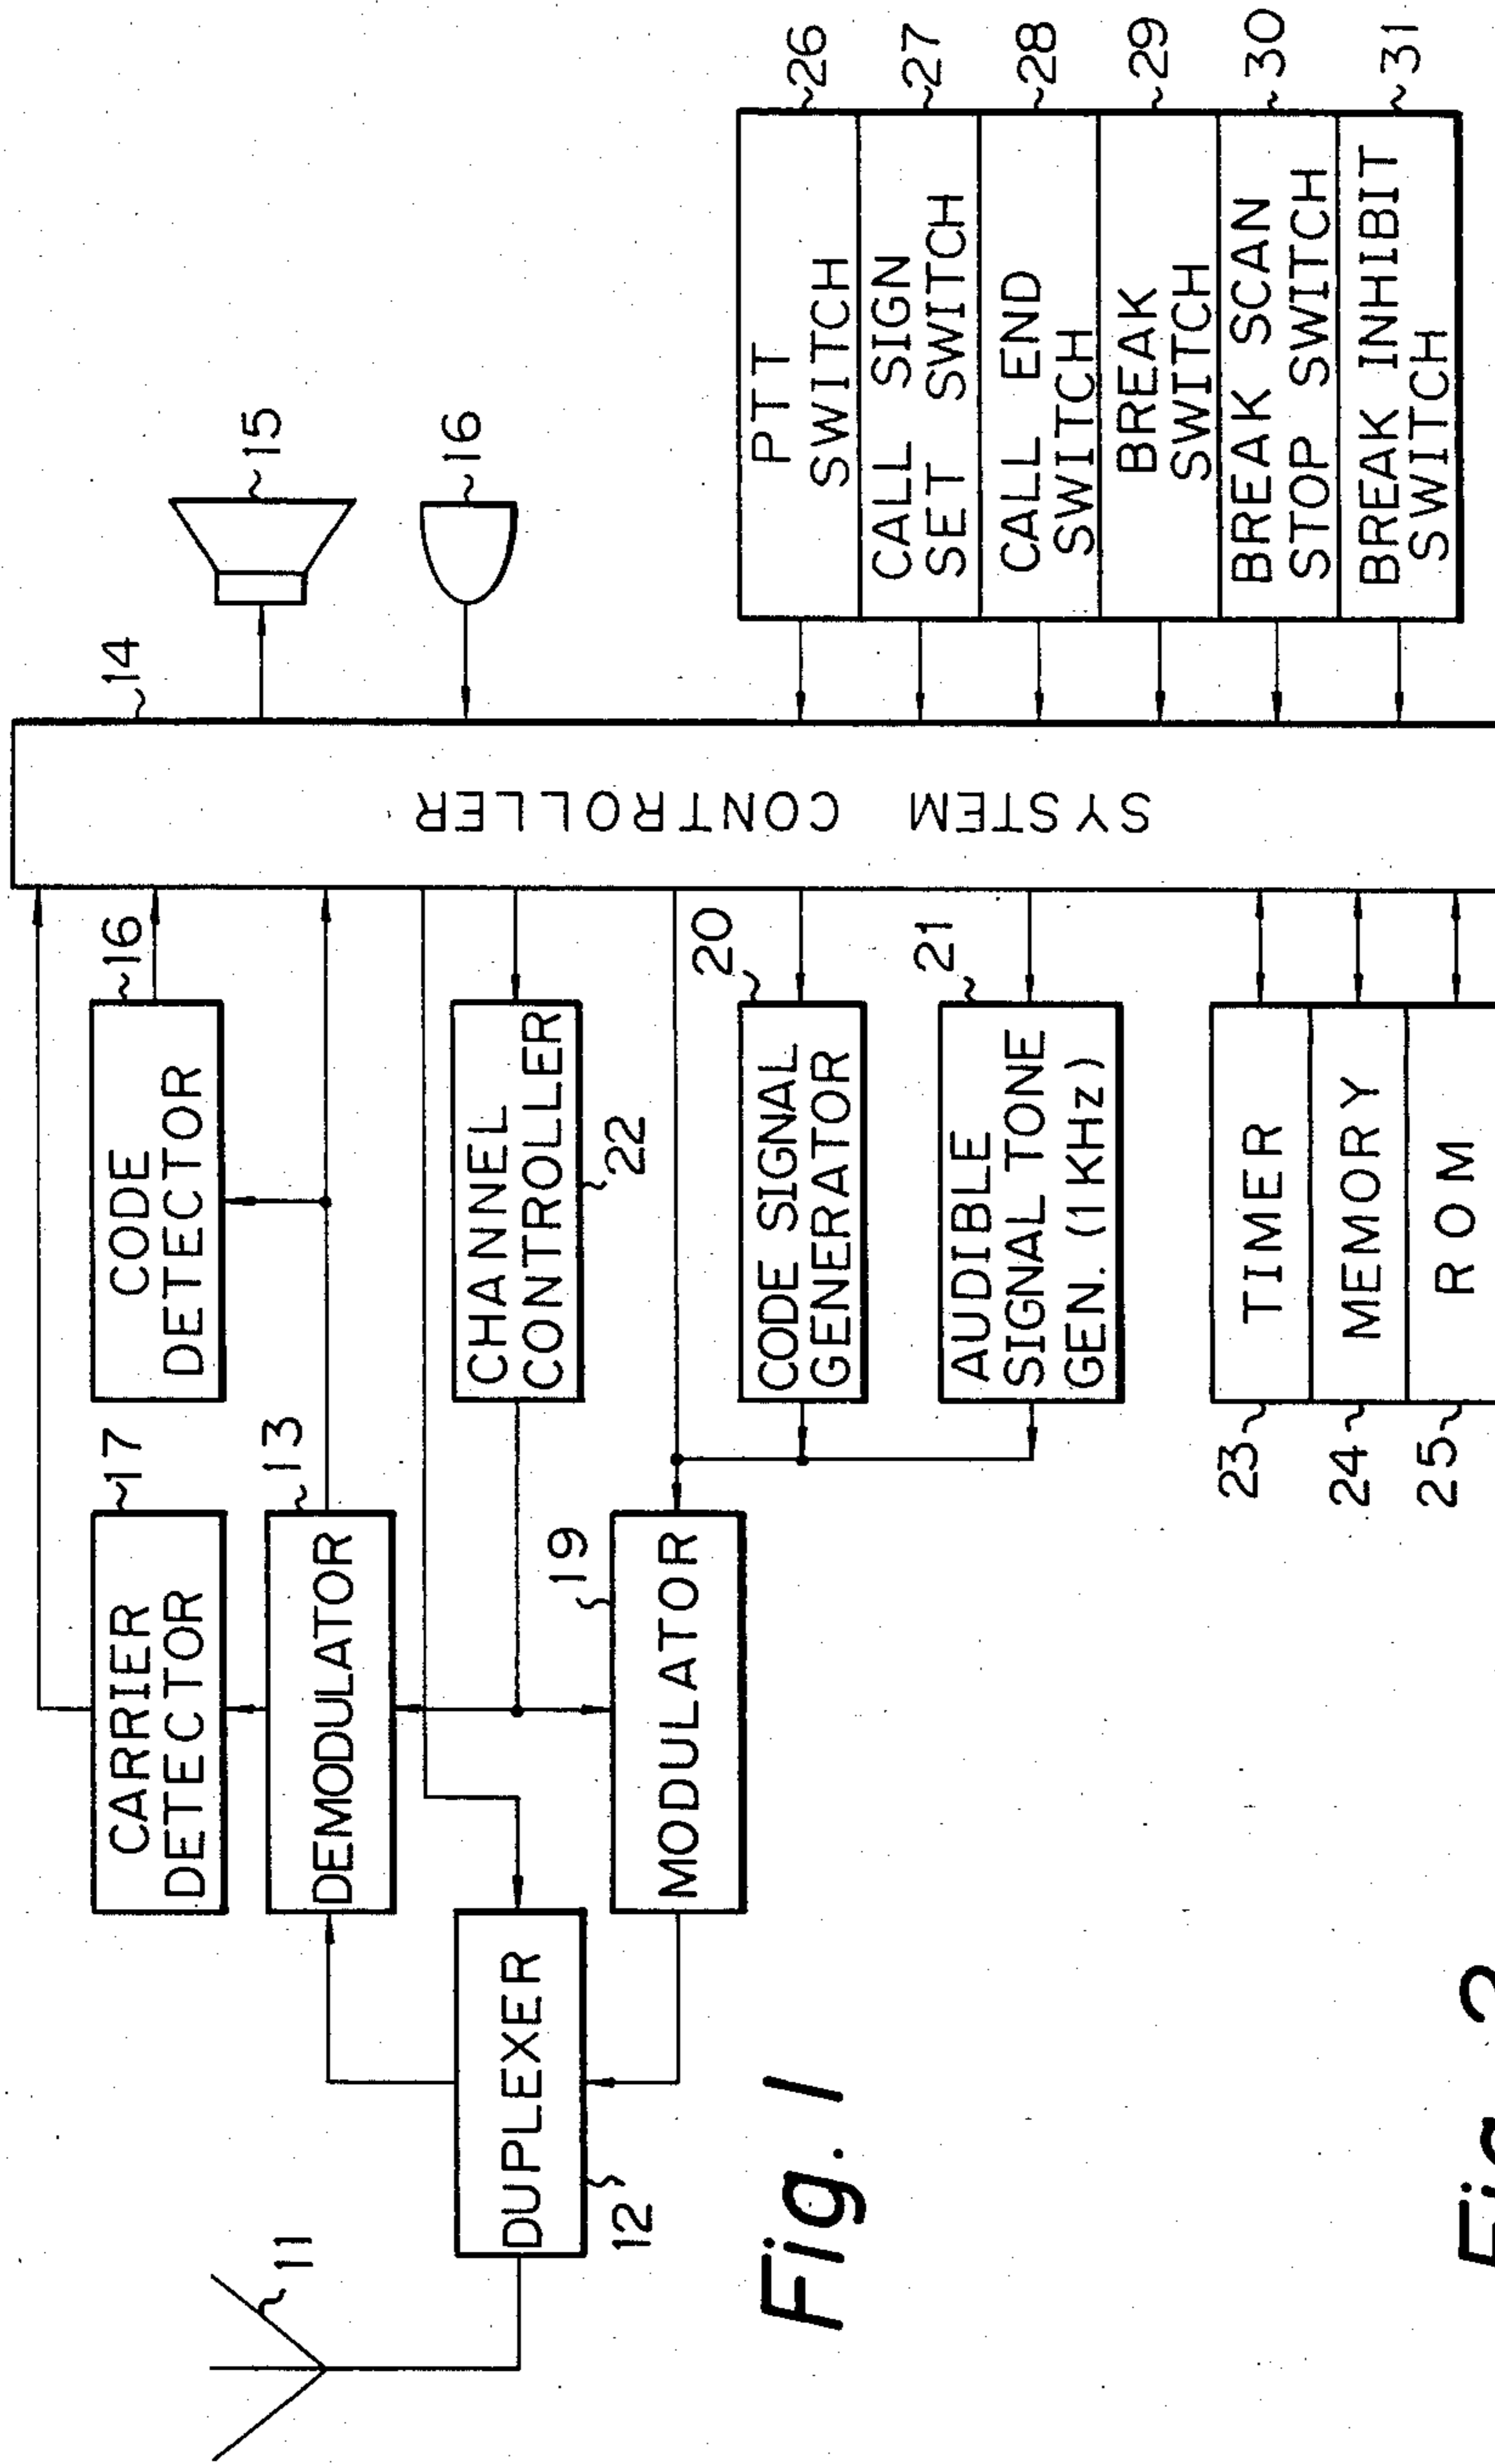 11
12
DUPLEXER
17
CARRIER
DETECTOR
13
DEMODULATOR
19
MODULATOR
16
CODE
DETECTOR
CHANNEL
CONTROLLER
22
20
CODE SIGNAL
GENERATOR
21
AUDIBLE
SIGNAL TONE
GEN. (1KHz)
23
TIMER
24
MEMORY
25
ROM
14
SYSTEM CONTROLLER
15
16
PTT
SWITCH
26
CALL SIGN
SET SWITCH
27
CALL END
SWITCH
28
BREAK
SWITCH
29
BREAK SCAN
STOP SWITCH
30
BREAK INHIBIT
SWITCH
31
Fig. 1